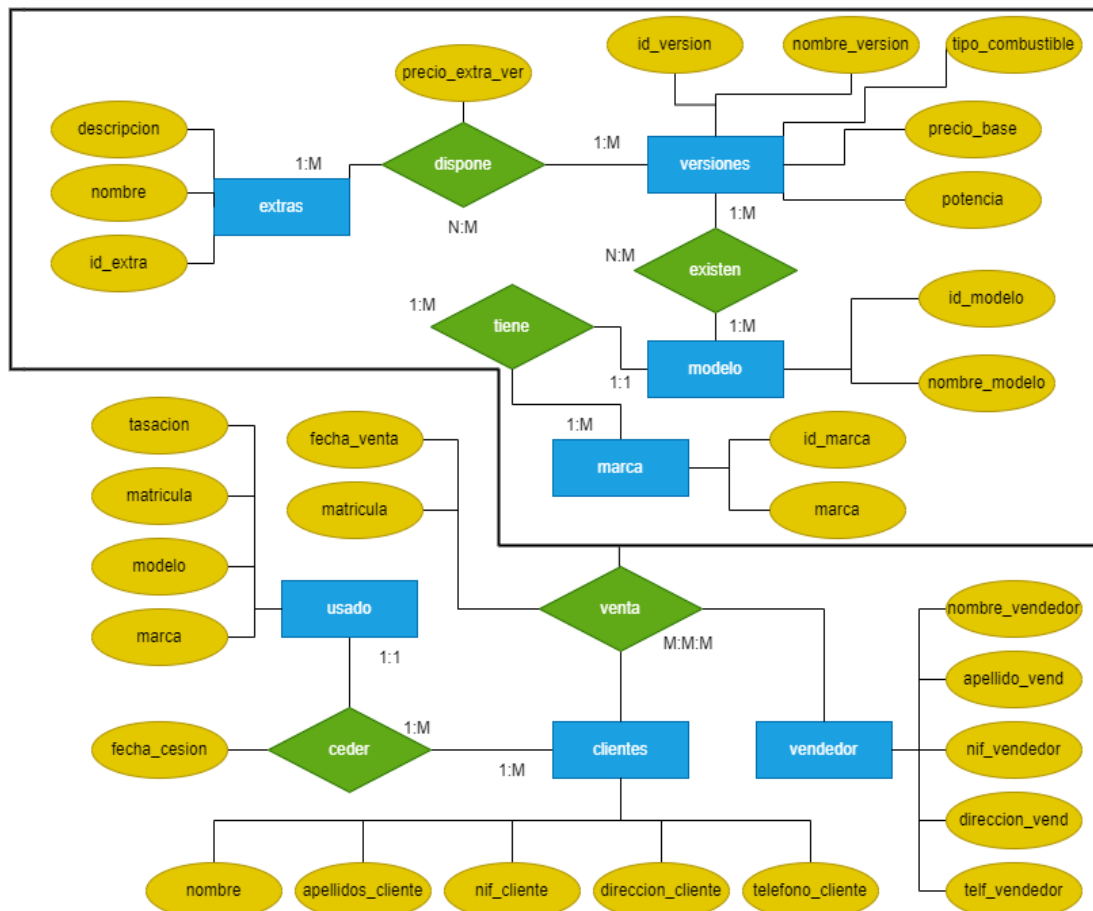 id_version
nombre_version
tipo_combustible
precio_extra_ver
descripcion
precio_base
1:M
dispone
1:M
versiones
nombre
extras
potencia
N:M
1:M
id_extra
N:M
existen
id_modelo
1:M
tiene
1:M
modelo
1:1
nombre_modelo
tasacion
fecha_venta
1:M
id_marca
marca
matricula
matricula
marca
modelo
usado
venta
nombre_vendedor
marca
M:M:M
1:1
apellido_vend
fecha_cesion
ceder
1:M
clientes
vendedor
nif_vendedor
1:M
direccion_vend
nombre
apellidos_cliente
nif_cliente
direccion_cliente
telefono_cliente
telf_vendedor